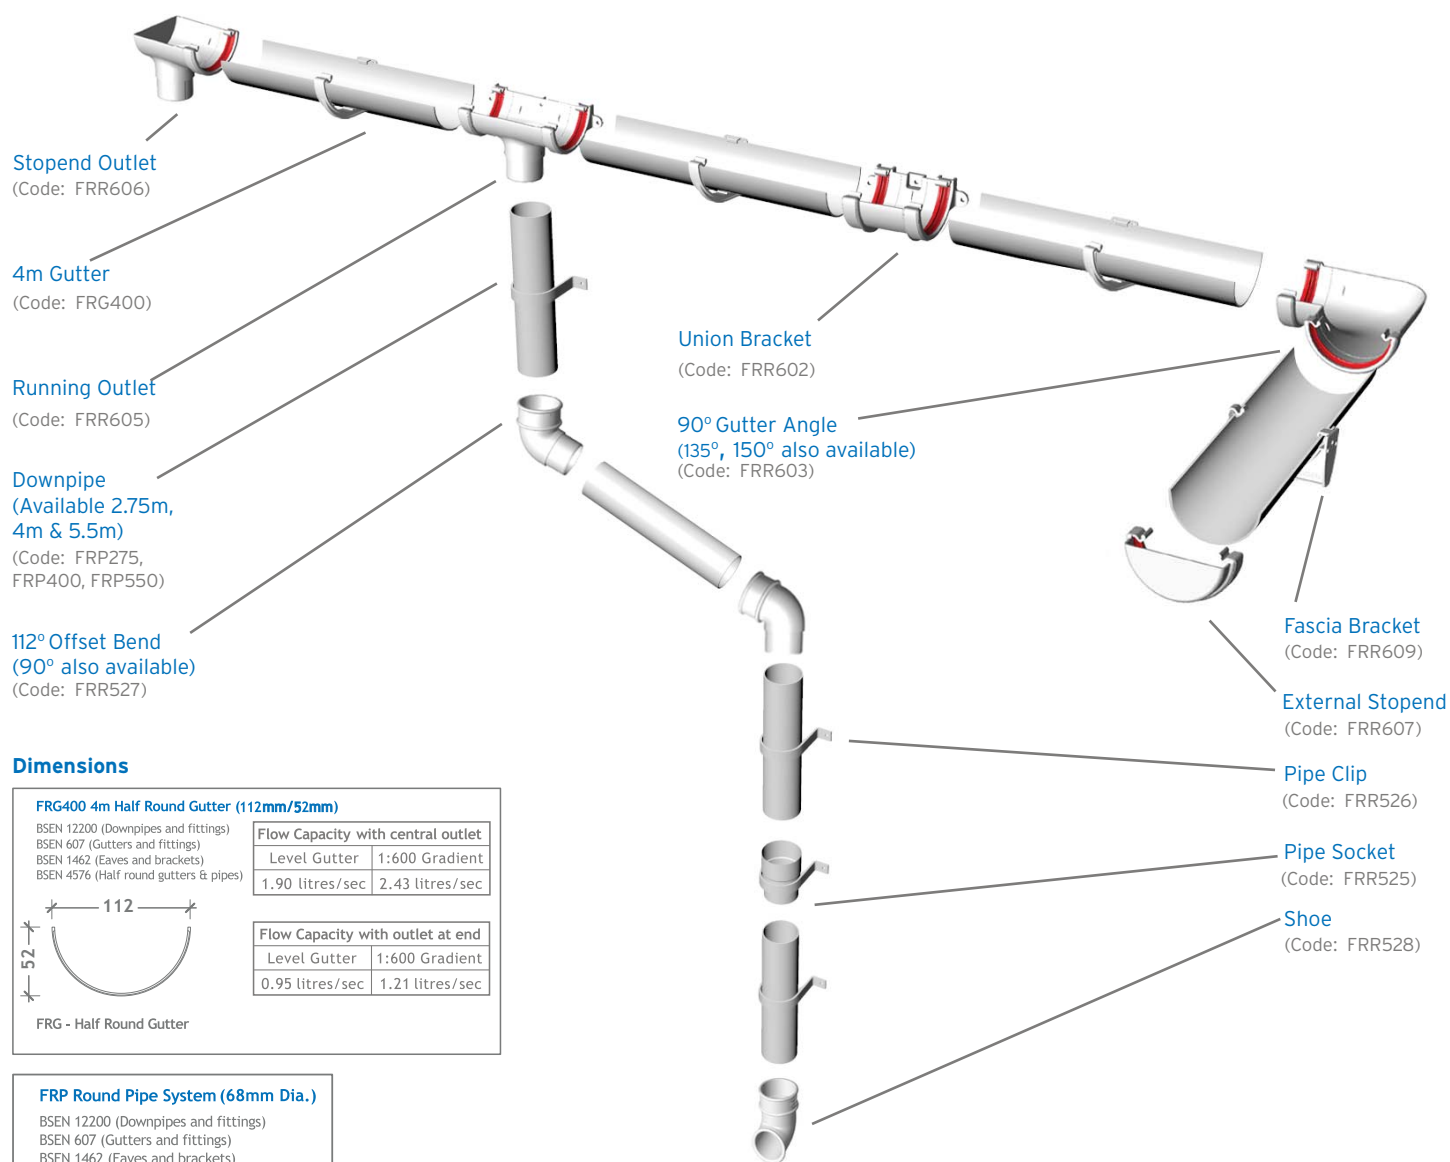 Stopend Outlet
(Code: FRR606)
4m Gutter
(Code: FRG400)
Running Outlet
(Code: FRR605)
Downpipe
(Available 2.75m,
4m & 5.5m)
(Code: FRP275,
FRP400, FRP550)
112º Offset Bend
(90º also available)
(Code: FRR527)
Union Bracket
(Code: FRR602)
90º Gutter Angle
(135º, 150º also available)
(Code: FRR603)
Fascia Bracket
(Code: FRR609)
External Stopend
(Code: FRR607)
Pipe Clip
(Code: FRR526)
Pipe Socket
(Code: FRR525)
Shoe
(Code: FRR528)
Dimensions
FRG400 4m Half Round Gutter (112mm/52mm)
BSEN 12200 (Downpipes and fittings)
BSEN 607 (Gutters and fittings)
BSEN 1462 (Eaves and brackets)
BSEN 4576 (Half round gutters & pipes)
Flow Capacity with central outlet
Level Gutter 1:600 Gradient
1.90 litres/sec 2.43 litres/sec
112
52
Flow Capacity with outlet at end
Level Gutter 1:600 Gradient
0.95 litres/sec 1.21 litres/sec
FRG - Half Round Gutter
FRP Round Pipe System (68mm Dia.)
BSEN 12200 (Downpipes and fittings)
BSEN 607 (Gutters and fittings)
BSEN 1462 (Eaves and brackets)